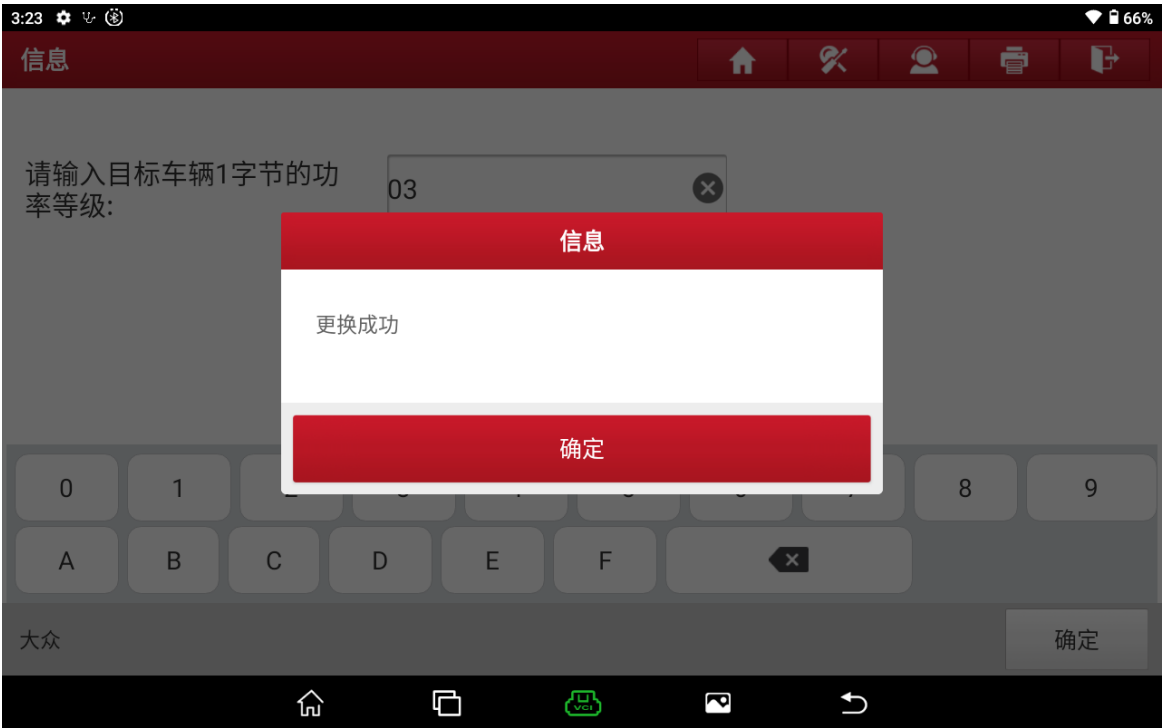 3:23 66%
信息
请输入目标车辆1字节的功
率等级:
03
信息
更换成功
确定
0 1 8 9
A B C D E F
大众 确定
VCI